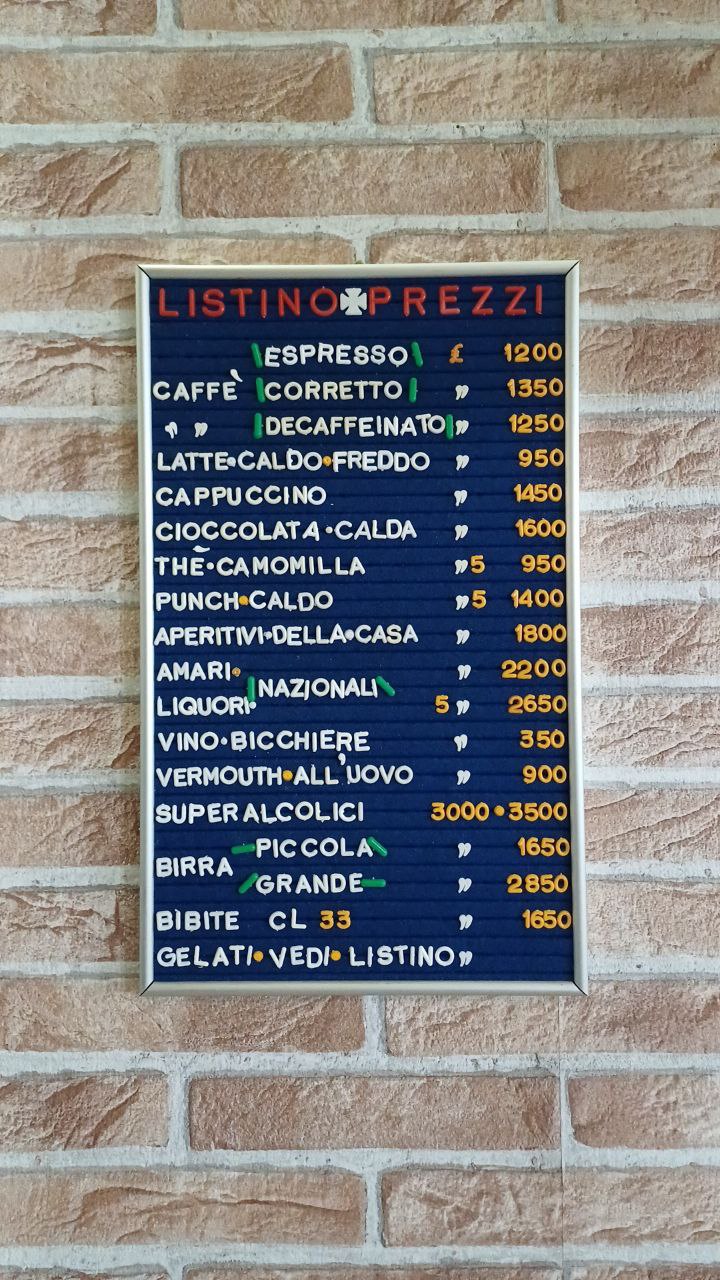 LISTINO PREZZI
ESPRESSO £ 1200
CAFFE` CORRETTO " 1350
" " DECAFFEINATO " 1250
LATTE•CALDO•FREDDO " 950
CAPPUCCINO " 1450
CIOCCOLATA•CALDA " 1600
THÈ•CAMOMILLA " 5 950
PUNCH•CALDO " 5 1400
APERITIVI•DELLA•CASA " 1800
AMARI• " 2200
NAZIONALI
LIQUORI• 5 " 2650
VINO•BICCHIERE " 350
VERMOUTH•ALL'UOVO " 900
SUPERALCOLICI 3000•3500
PICCOLA " 1650
BIRRA
GRANDE " 2850
BIBITE CL 33 " 1650
GELATI•VEDI•LISTINO "